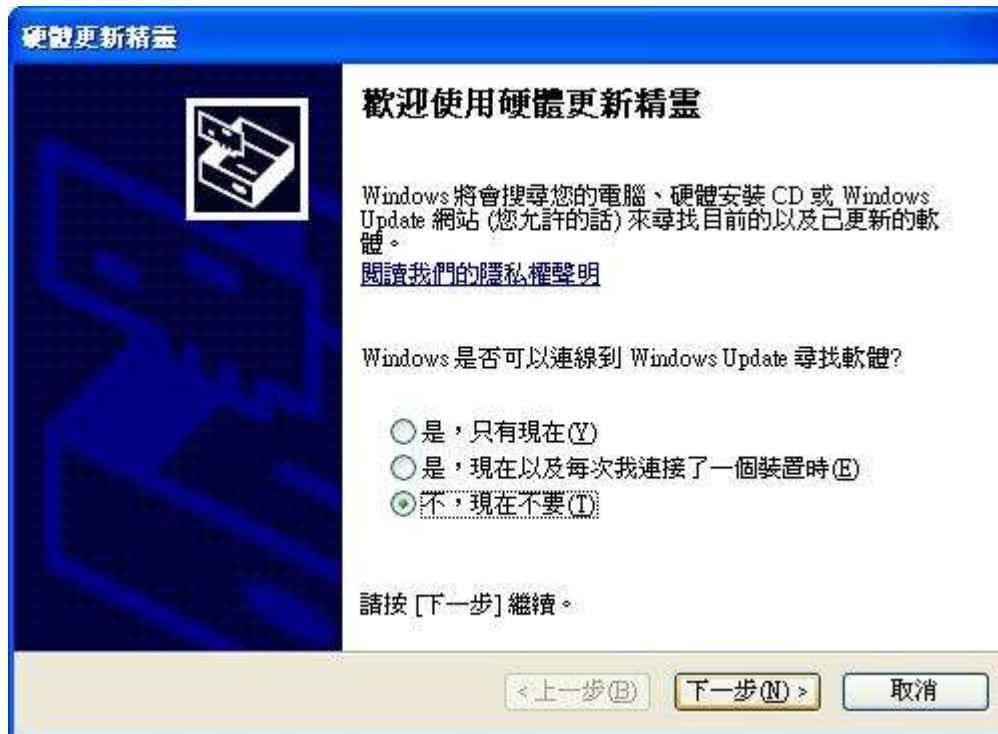 硬體更新精靈
歡迎使用硬體更新精靈
Windows 將會搜尋您的電腦、硬體安裝 CD 或 Windows
Update 網站 (您允許的話) 來尋找目前的以及已更新的軟
體。
閱讀我們的隱私權聲明
Windows 是否可以連線到 Windows Update 尋找軟體?
是，只有現在(Y)
是，現在以及每次我連接了一個裝置時(E)
不，現在不要(T)
請按 [下一步] 繼續。
<上一步(B) 下一步(N) > 取消